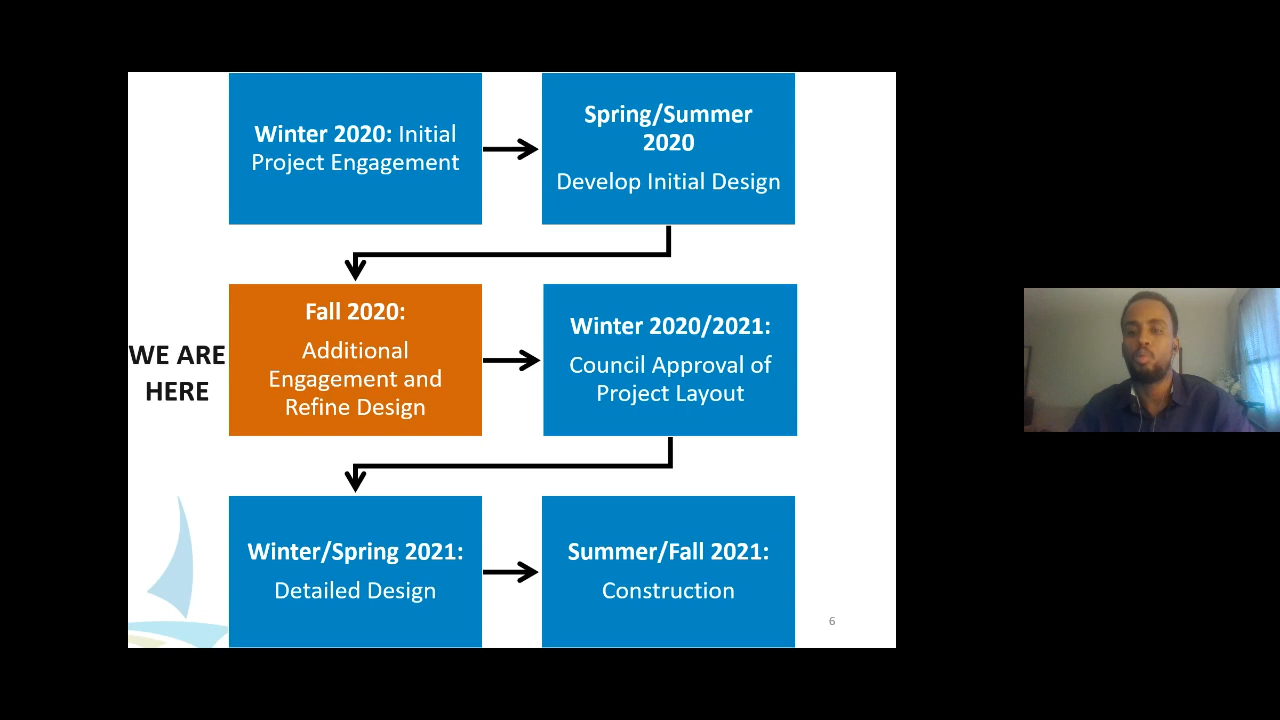 Winter 2020: Initial
Project Engagement
Spring/Summer
2020
Develop Initial Design
WE ARE
HERE
Fall 2020:
Additional
Engagement and
Refine Design
Winter 2020/2021:
Council Approval of
Project Layout
Winter/Spring 2021:
Detailed Design
Summer/Fall 2021:
Construction
6